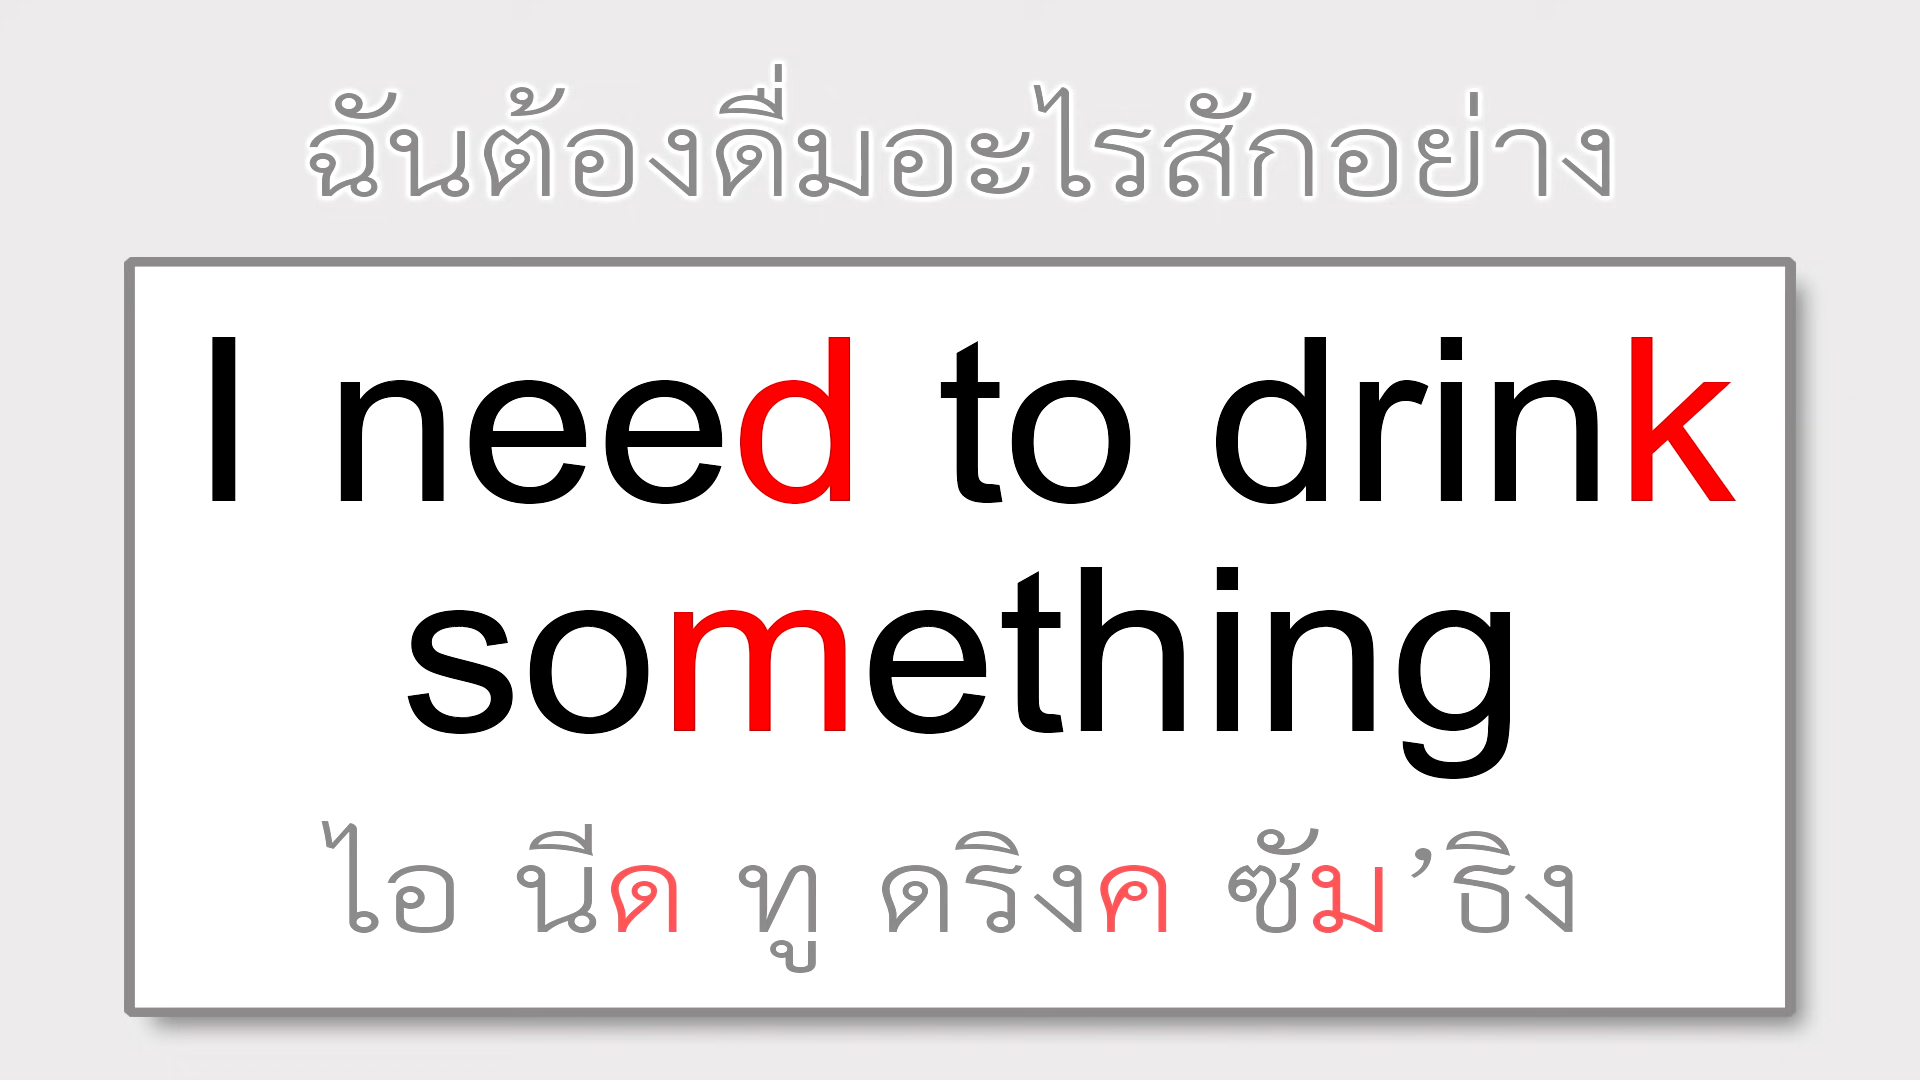 ฉันต้องดื่มอะไรสักอย่าง
I need to drink
something
ไอ นีด ทู ดริงค ซัม’ธิง